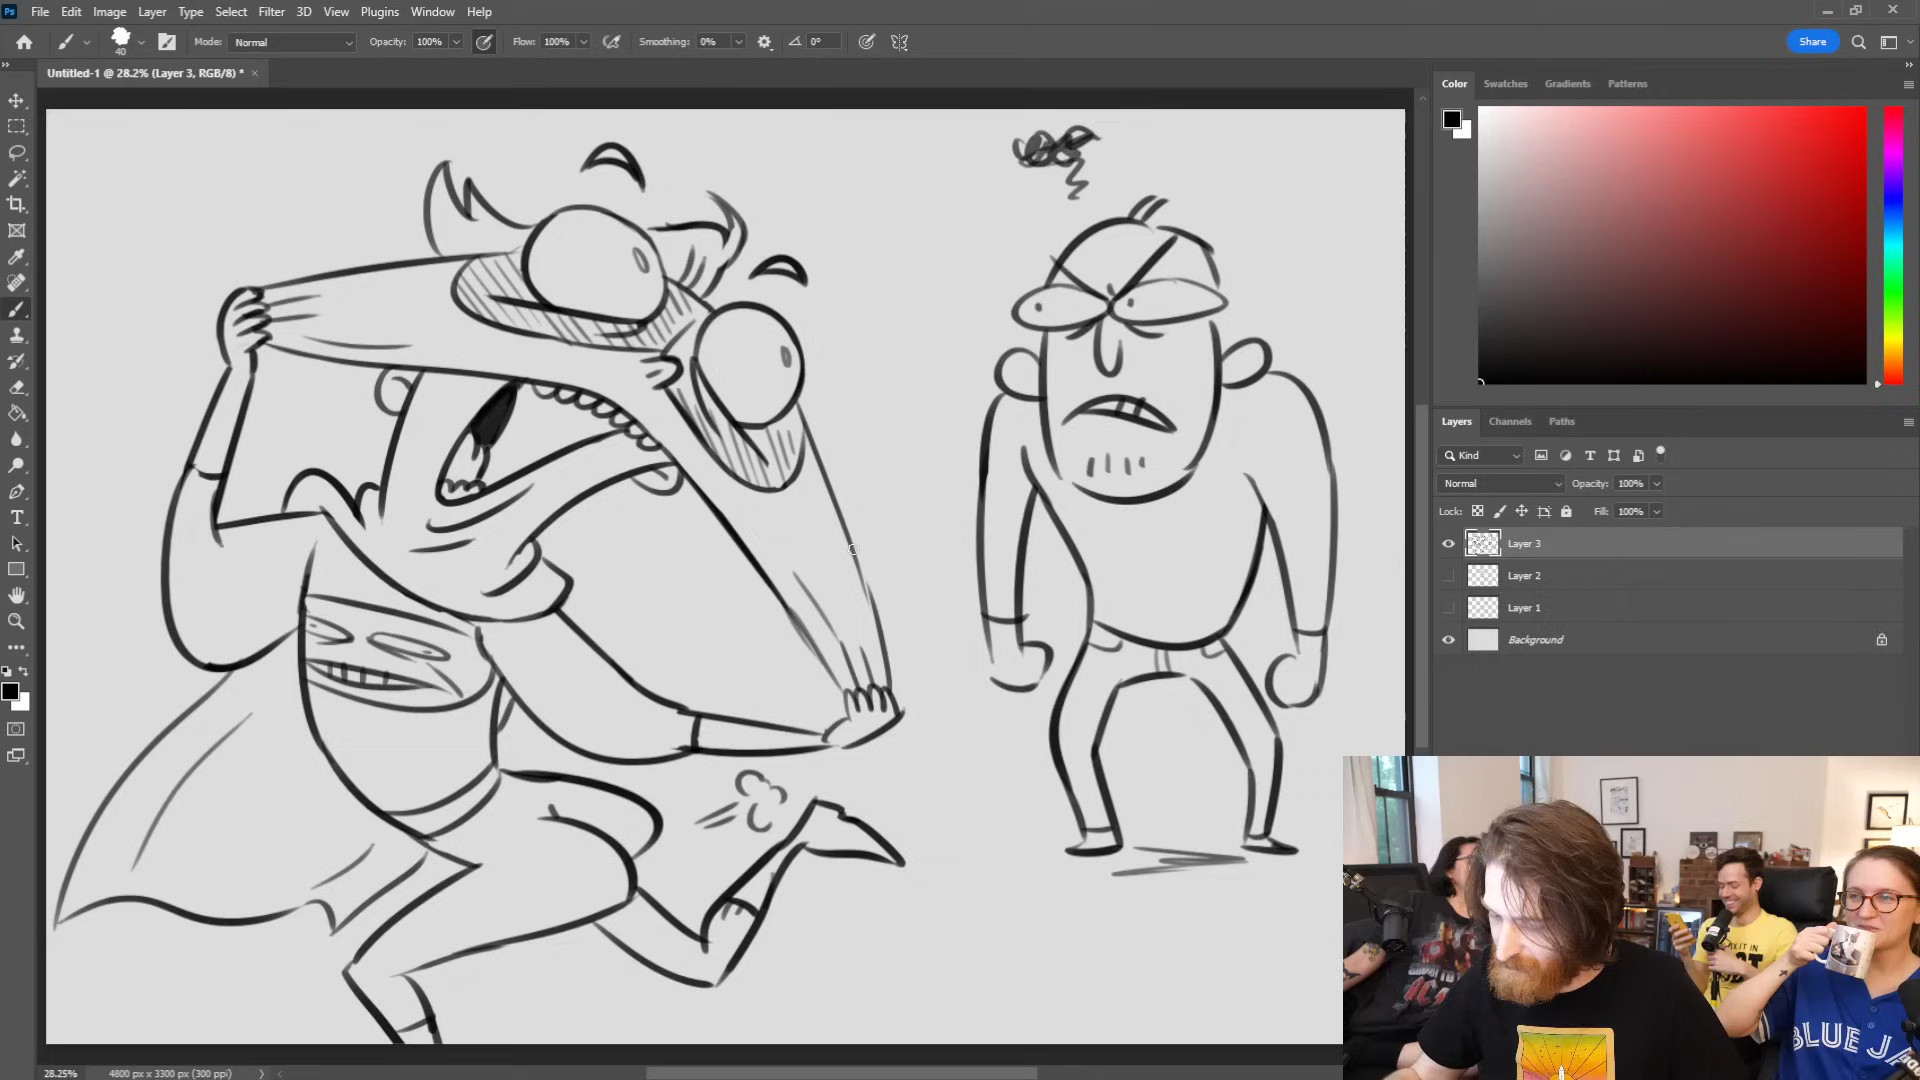 Ps File Edit Image Layer Type Select Filter 3D View Plugins Window Help
40 Mode: Normal Opacity: 100% Flow: 100% Smoothing: 0% 0° Share
Untitled-1 @ 28.2% (Layer 3, RGB/8) *
Color Swatches Gradients Patterns
Layers Channels Paths
Kind
Normal Opacity: 100%
Lock: Fill: 100%
Layer 3
Layer 2
Layer 1
Background
BLUE JA
28.25% 4800 px x 3300 px (300 ppi)